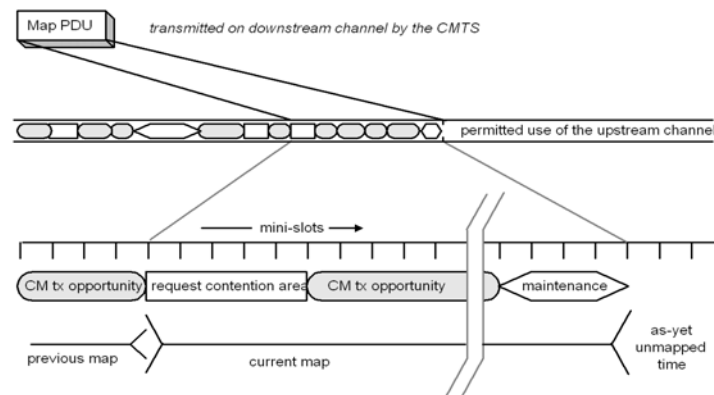 Map PDU
transmitted on downstream channel by the CMTS
permitted use of the upstream channel
mini-slots
CM tx opportunity
request contention area
CM tx opportunity
maintenance
previous map
current map
as-yet
unmapped
time